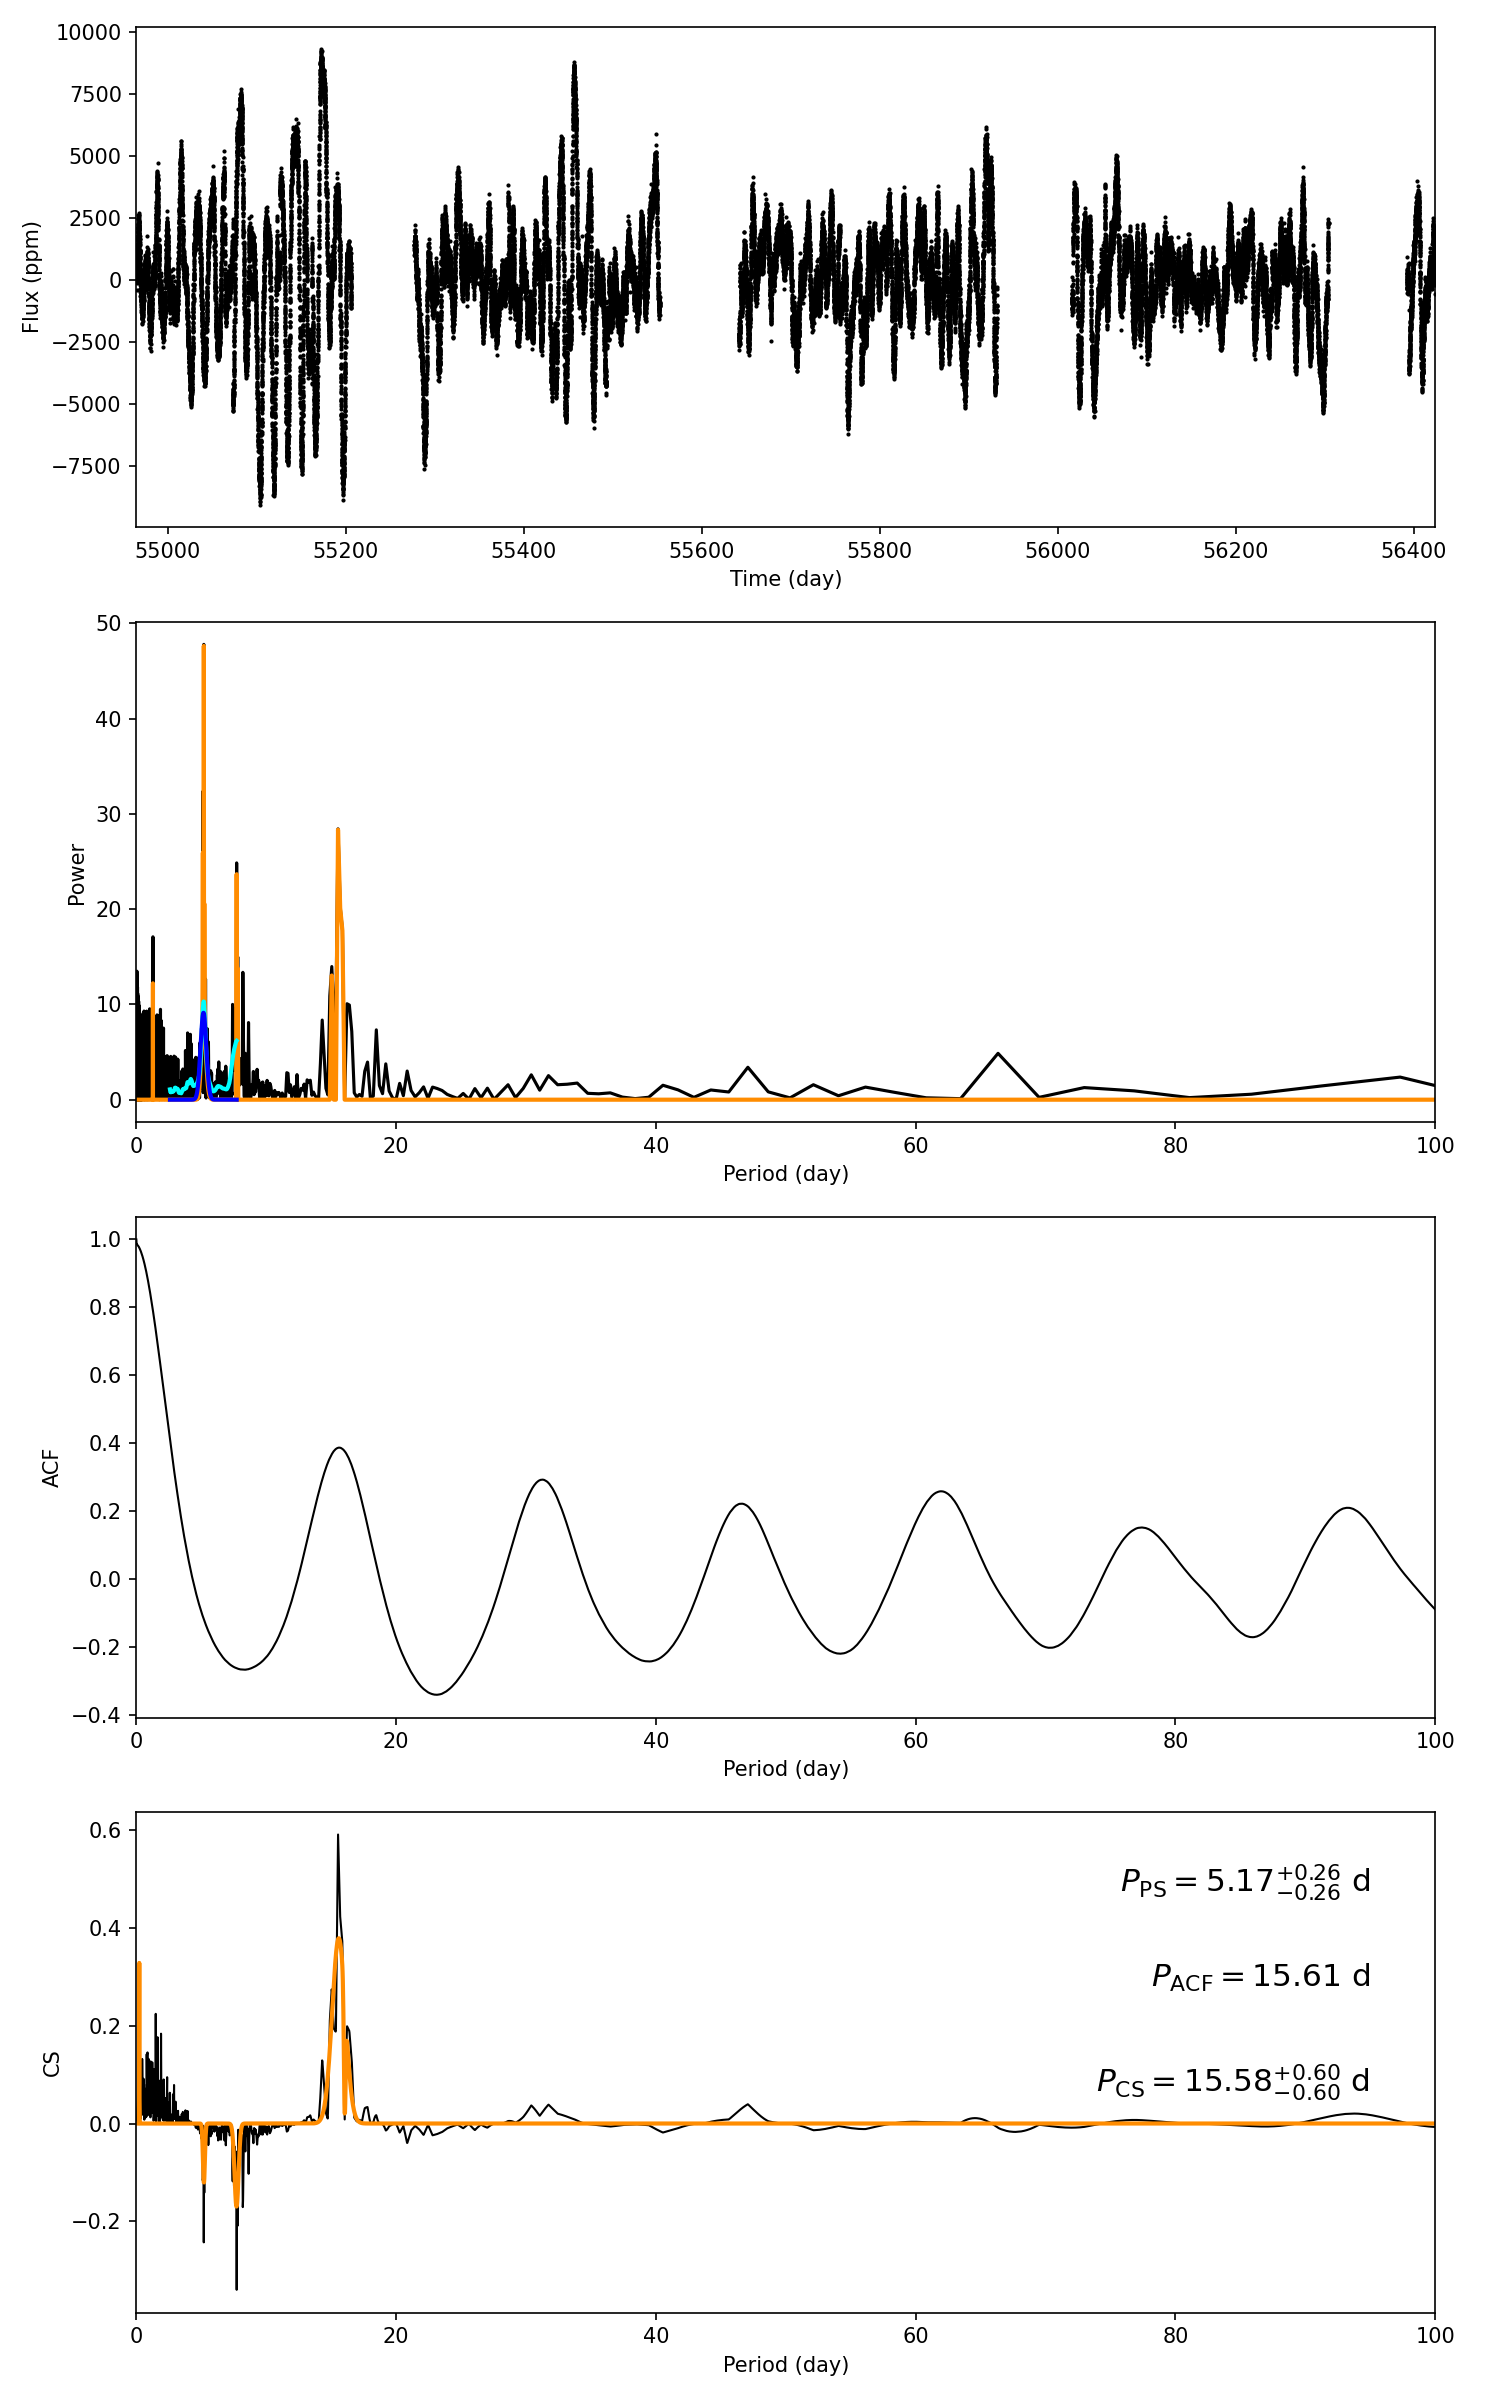 10000
7500
5000
2500
0
−2500
−5000
−7500
Flux (ppm)
55000 55200 55400 55600 55800 56000 56200 56400
Time (day)
50
40
30
20
10
0
Power
0 20 40 60 80 100
Period (day)
1.0
0.8
0.6
0.4
0.2
0.0
−0.2
−0.4
ACF
0 20 40 60 80 100
Period (day)
0.6
0.4
0.2
0.0
−0.2
CS
P_PS = 5.17^{+0.26}_{−0.26} d
P_ACF = 15.61 d
P_CS = 15.58^{+0.60}_{−0.60} d
0 20 40 60 80 100
Period (day)